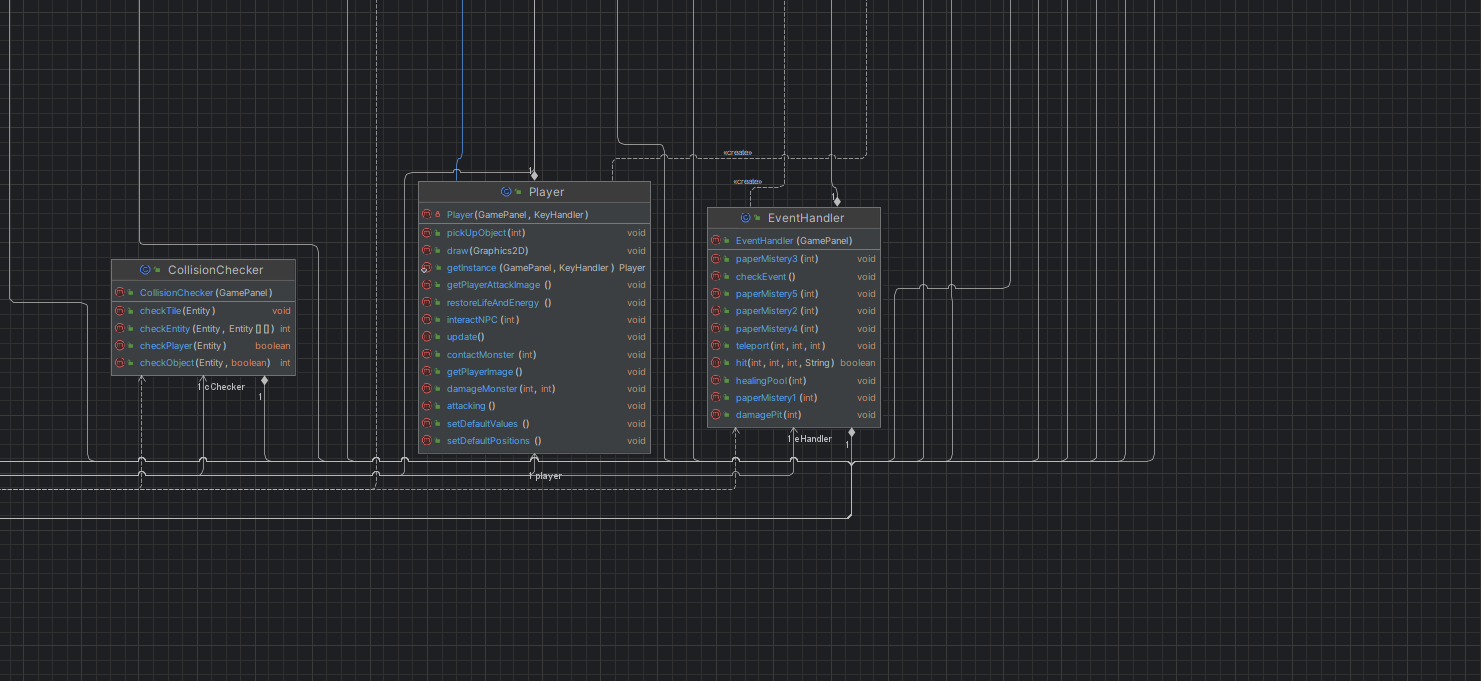 «create»
«create»
1
Player
Player(GamePanel, KeyHandler)
pickUpObject(int) void
draw(Graphics2D) void
getInstance(GamePanel, KeyHandler) Player
getPlayerAttackImage() void
restoreLifeAndEnergy() void
interactNPC(int) void
update() void
contactMonster(int) void
getPlayerImage() void
damageMonster(int, int) void
attacking() void
setDefaultValues() void
setDefaultPositions() void
1 player
1
EventHandler
EventHandler(GamePanel)
paperMistery3(int) void
checkEvent() void
paperMistery5(int) void
paperMistery2(int) void
paperMistery4(int) void
teleport(int, int, int) void
hit(int, int, int, String) boolean
healingPool(int) void
paperMistery1(int) void
damagePit(int) void
1 eHandler
1
CollisionChecker
CollisionChecker(GamePanel)
checkTile(Entity) void
checkEntity(Entity, Entity[][]) int
checkPlayer(Entity) boolean
checkObject(Entity, boolean) int
1 cChecker
1